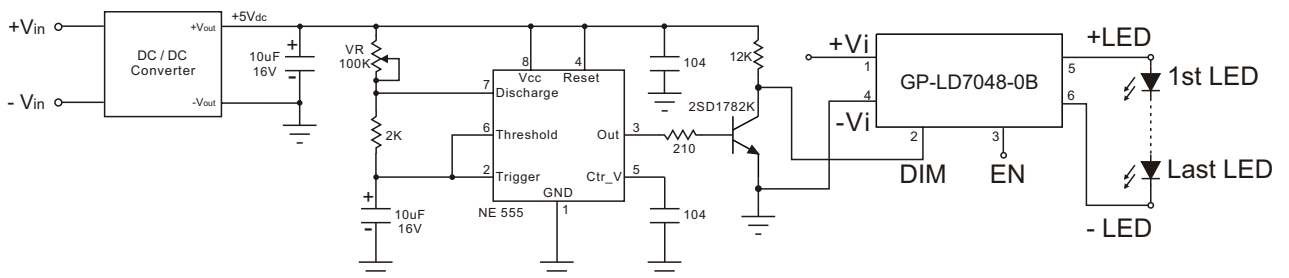 +Vin
- Vin
DC / DC
Converter
+Vout
-Vout
+5Vdc
10uF
16V
+
-
VR
100K
2K
+
-
10uF
16V
8
4
Vcc
Reset
7
Discharge
6
Threshold
2
Trigger
Out
3
Ctr_V
5
GND
1
NE 555
104
104
210
12K
2SD1782K
+Vi
1
4
-Vi
GP-LD7048-0B
2
3
DIM
EN
5
6
+LED
1st LED
Last LED
- LED